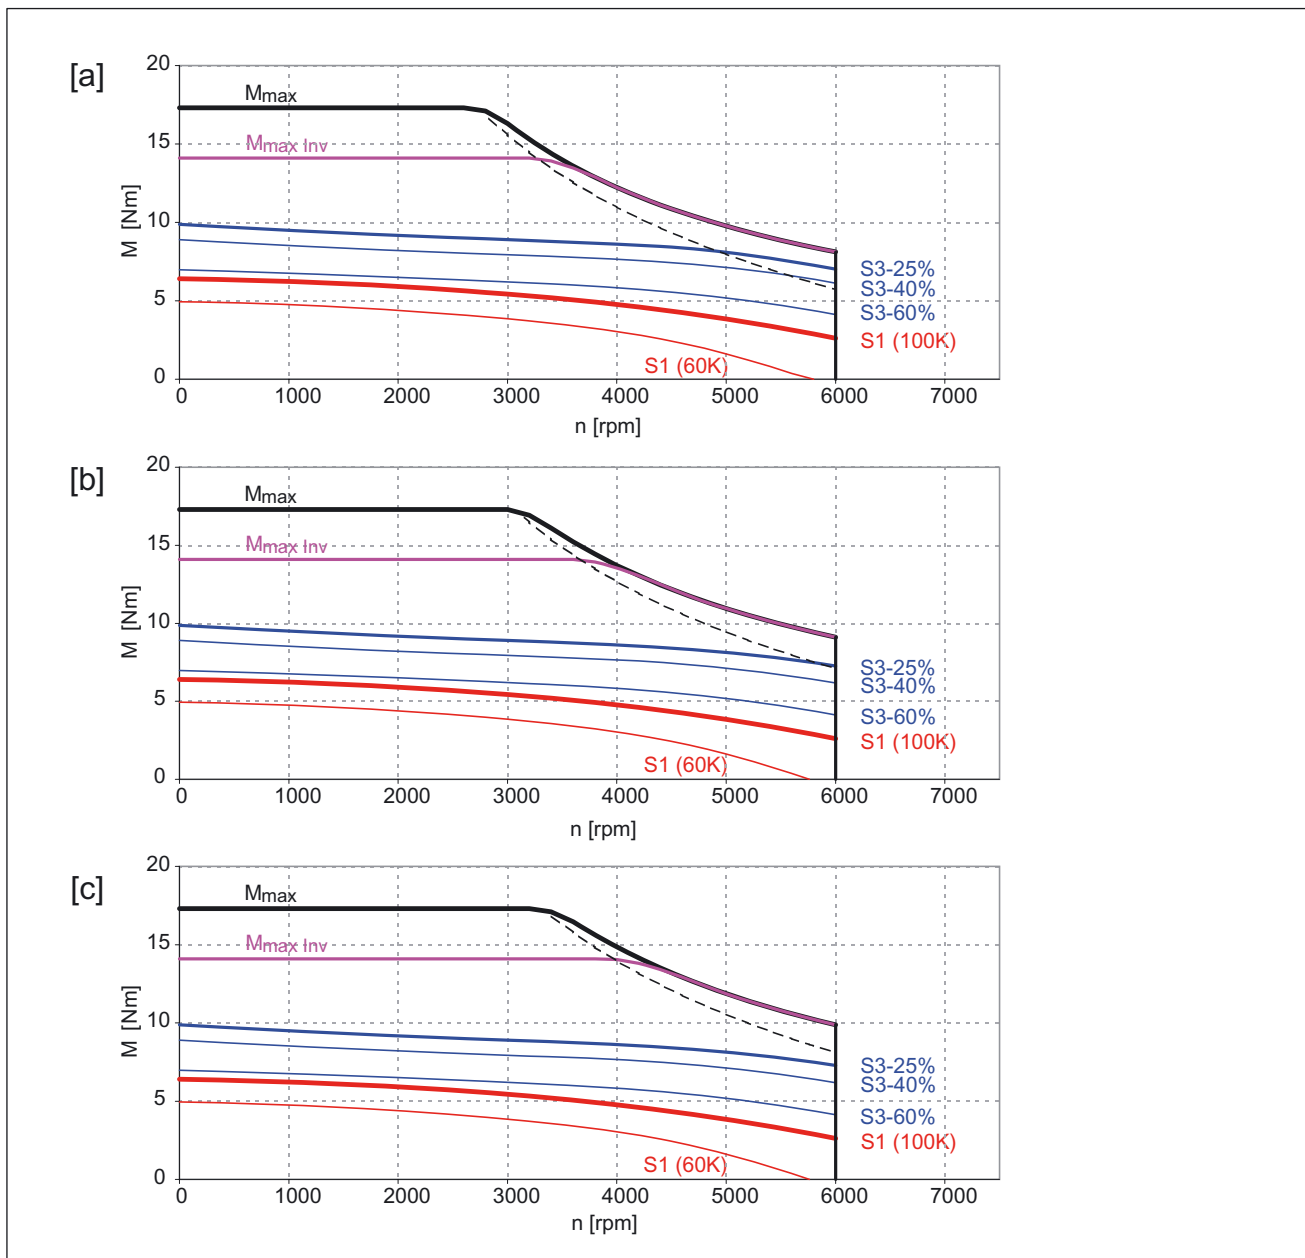 [a]
20
Mmax
15
Mmax Inv
M [Nm]
10
S3-25%
S3-40%
5
S3-60%
S1 (100K)
S1 (60K)
0
0 1000 2000 3000 4000 5000 6000 7000
n [rpm]
[b]
20
Mmax
15
Mmax Inv
M [Nm]
10
S3-25%
S3-40%
5
S3-60%
S1 (100K)
S1 (60K)
0
0 1000 2000 3000 4000 5000 6000 7000
n [rpm]
[c]
20
Mmax
15
Mmax Inv
M [Nm]
10
S3-25%
S3-40%
5
S3-60%
S1 (100K)
S1 (60K)
0
0 1000 2000 3000 4000 5000 6000 7000
n [rpm]